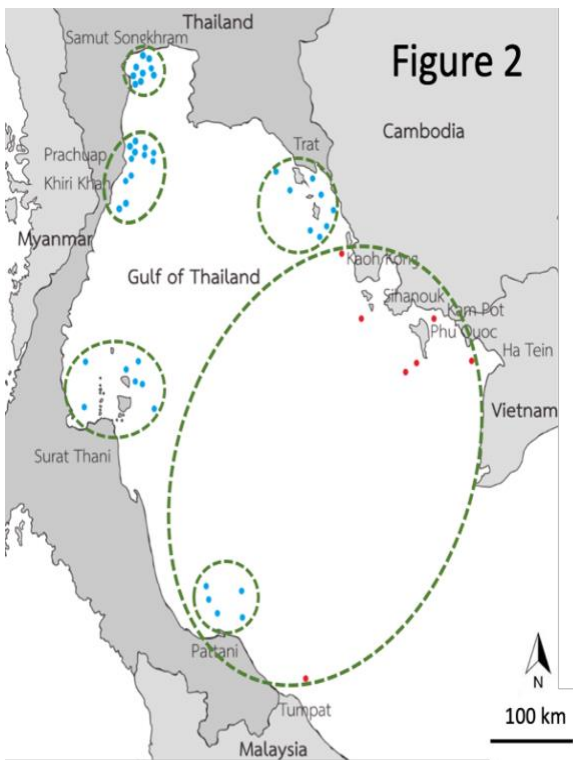 Thailand
Samut Songkhram
Figure 2
Cambodia
Trat
Prachuap
Khiri Khan
Myanmar
Kaoh Kong
Gulf of Thailand
Sihanouk
Kam Pot
Phu Quoc
Ha Tein
Vietnam
Surat Thani
Pattani
N
Tumpat
100 km
Malaysia